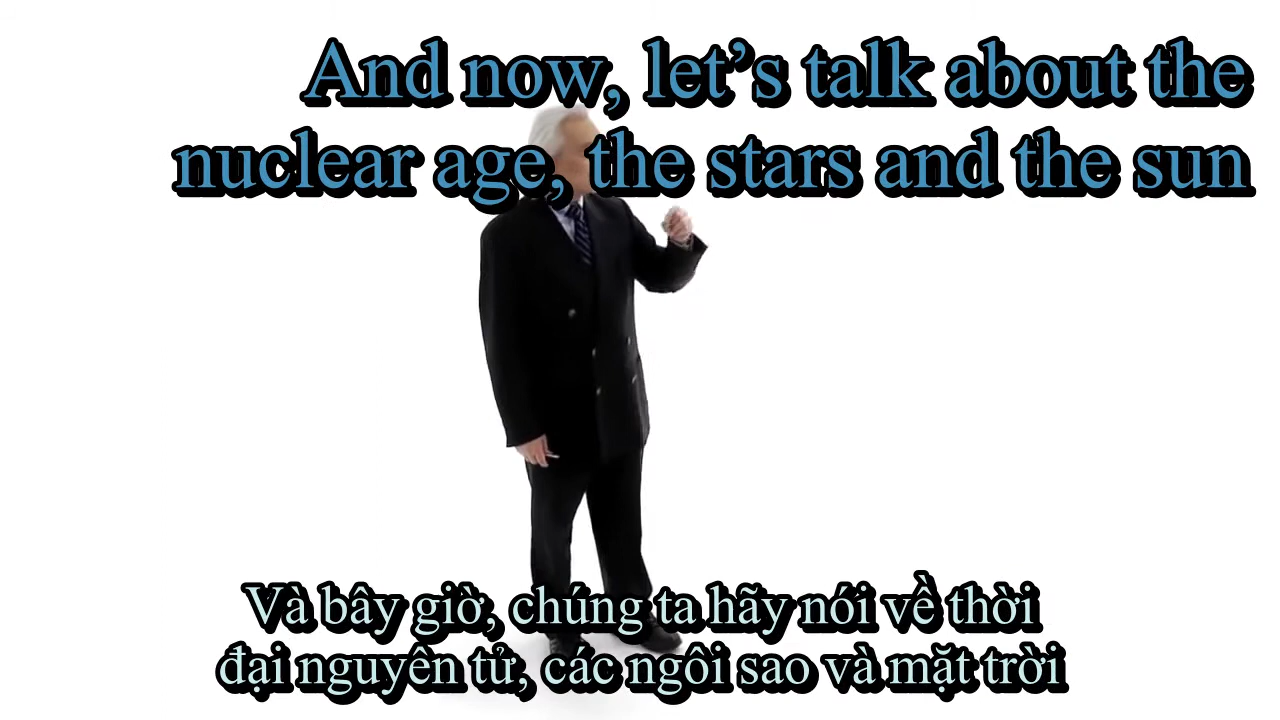 And now, let’s talk about the
nuclear age, the stars and the sun
Và bây giờ, chúng ta hãy nói về thời
đại nguyên tử, các ngôi sao và mặt trời